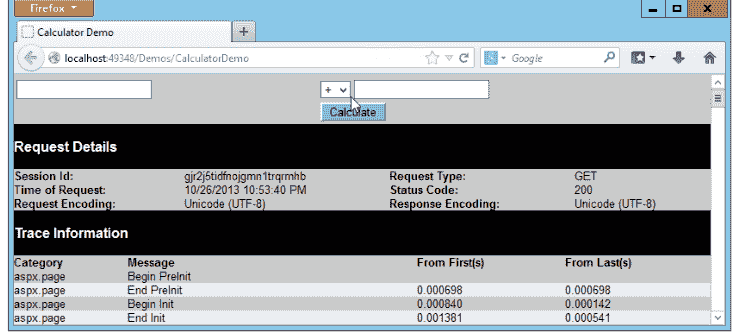 Firefox
Calculator Demo
localhost:49348/Demos/CalculatorDemo
Google
+
Calculate
Request Details
Session Id: gjr2j5tidfnojgmn1trqrmhb Request Type: GET
Time of Request: 10/26/2013 10:53:40 PM Status Code: 200
Request Encoding: Unicode (UTF-8) Response Encoding: Unicode (UTF-8)
Trace Information
Category Message From First(s) From Last(s)
aspx.page Begin PreInit
aspx.page End PreInit 0.000698 0.000698
aspx.page Begin Init 0.000840 0.000142
aspx.page End Init 0.001381 0.000541